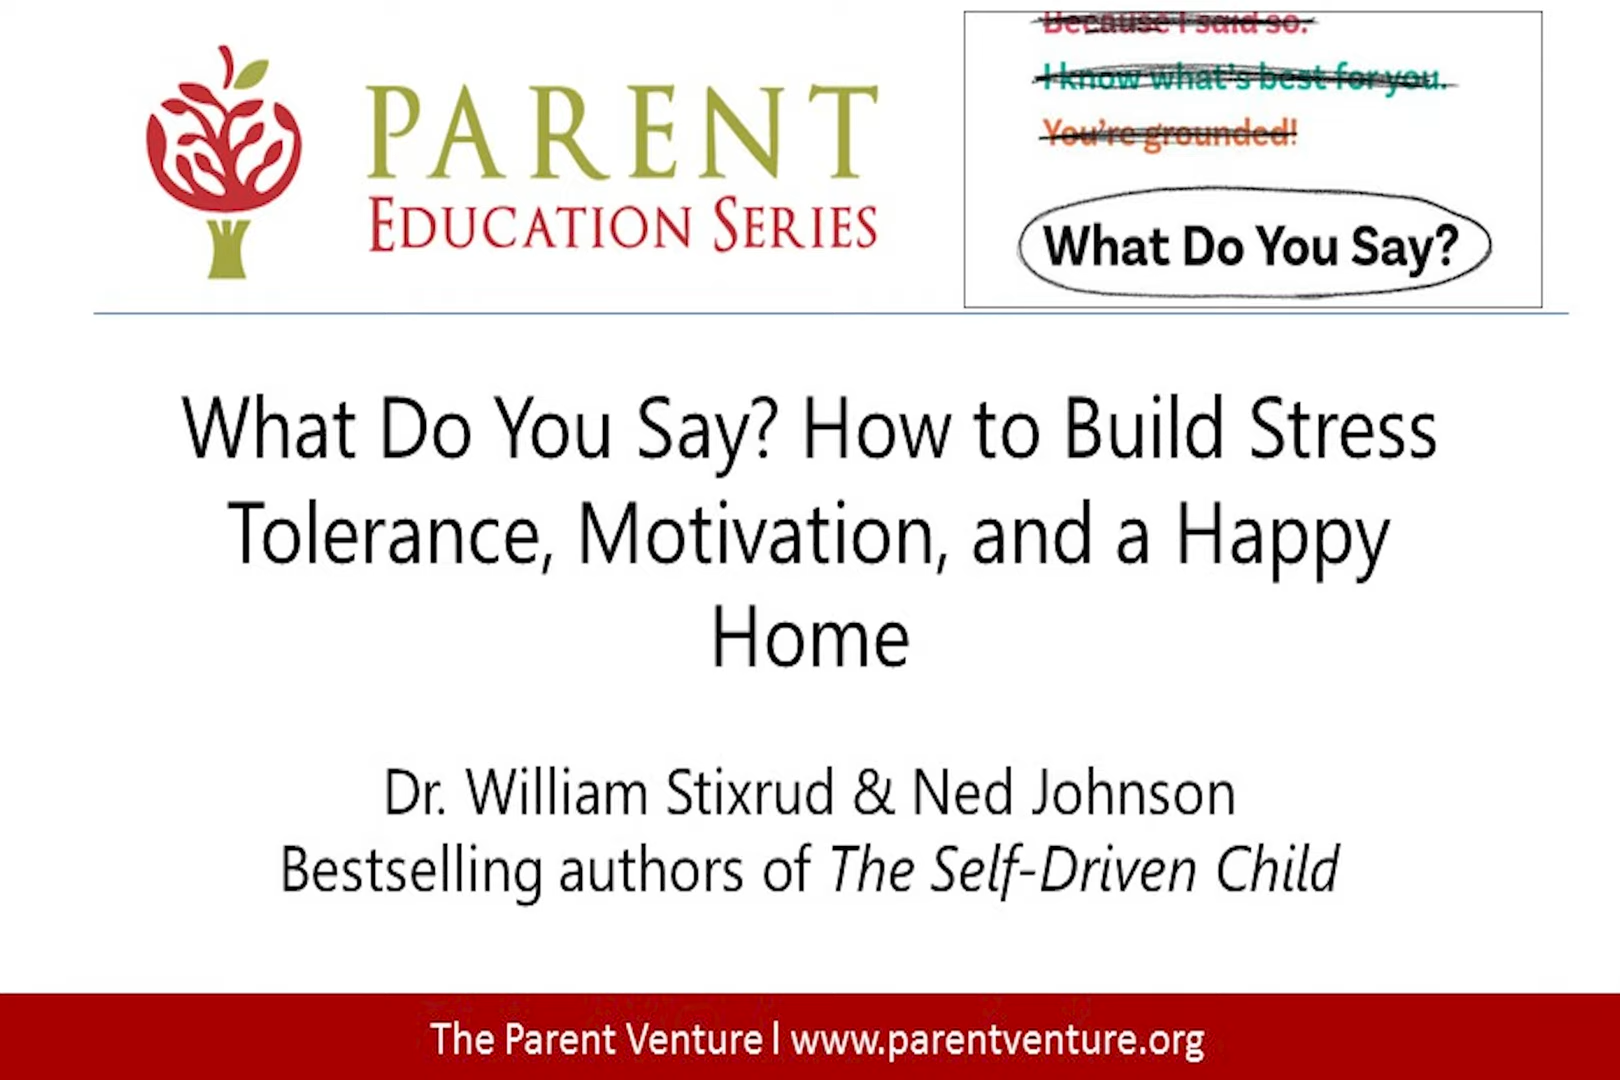 PARENT
EDUCATION SERIES
Because I said so.
I know what's best for you.
You're grounded!
What Do You Say?
What Do You Say? How to Build Stress
Tolerance, Motivation, and a Happy
Home
Dr. William Stixrud & Ned Johnson
Bestselling authors of The Self-Driven Child
The Parent Venture | www.parentventure.org